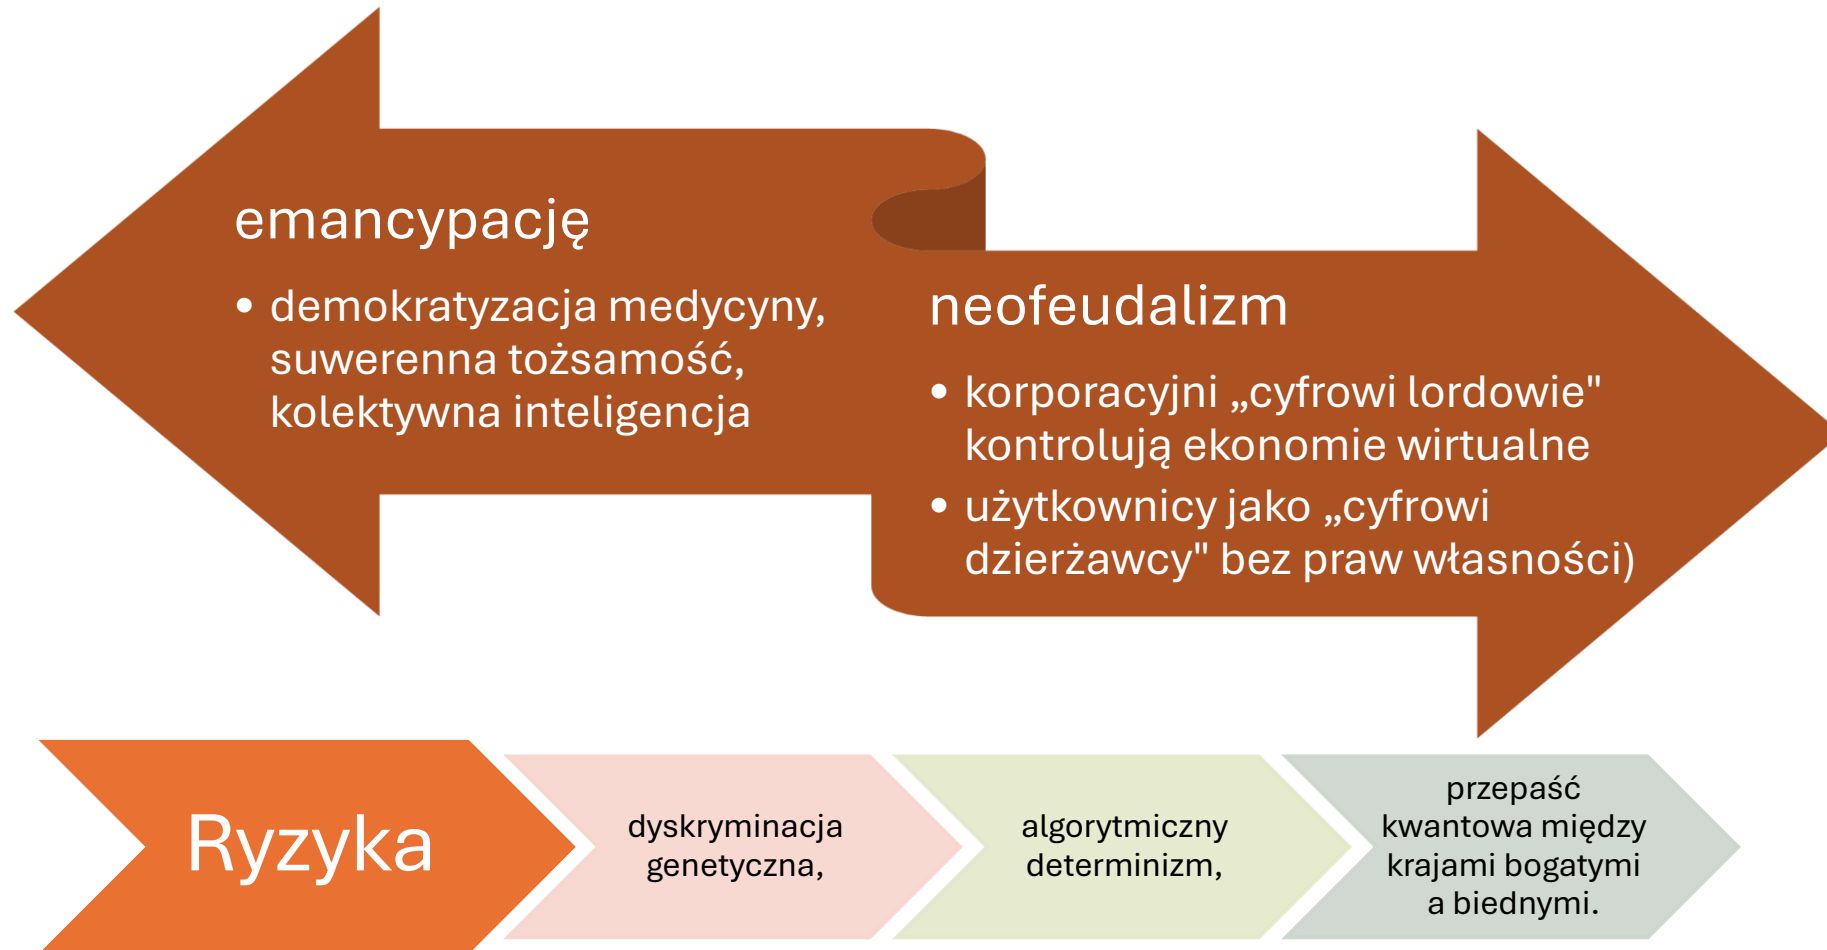 emancypację
• demokratyzacja medycyny,
suwerenna tożsamość,
kolektywna inteligencja
neofeudalizm
• korporacyjni „cyfrowi lordowie"
kontrolują ekonomie wirtualne
• użytkownicy jako „cyfrowi
dzierżawcy" bez praw własności)
Ryzyka
dyskryminacja
genetyczna,
algorytmiczny
determinizm,
przepaść
kwantowa między
krajami bogatymi
a biednymi.